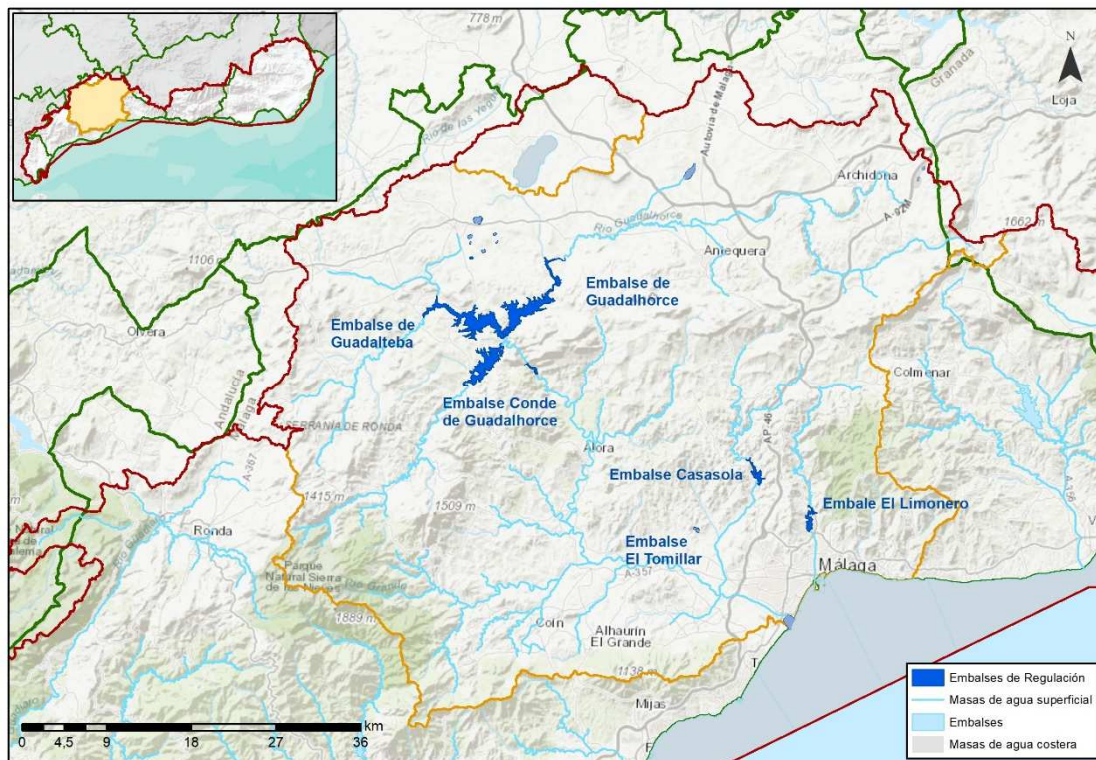 778 m
N
Granada
Loja
Río de las Yeguas
Autovía de Málaga
Archidona
A-92M
Río Guadalhorce
1662 m
Antequera
1106 m
Embalse de
Guadalhorce
Olvera
Embalse de
Guadalteba
Colmenar
Embalse Conde
de Guadalhorce
Andalucía
Málaga
SERRANÍA DE RONDA
A-367
AP-46
Álora
Embalse Casasola
1415 m
1509 m
A-356
Embale El Limonero
Ronda
Embalse
El Tomillar
Málaga
A-357
Parque
Natural Sierra
de las Nieves
Río Grande
1889 m
Coín
Alhaurín
El Grande
1138 m
T
Mijas
F
km
0 4,5 9 18 27 36
Embalses de Regulación
Masas de agua superficial
Embalses
Masas de agua costera